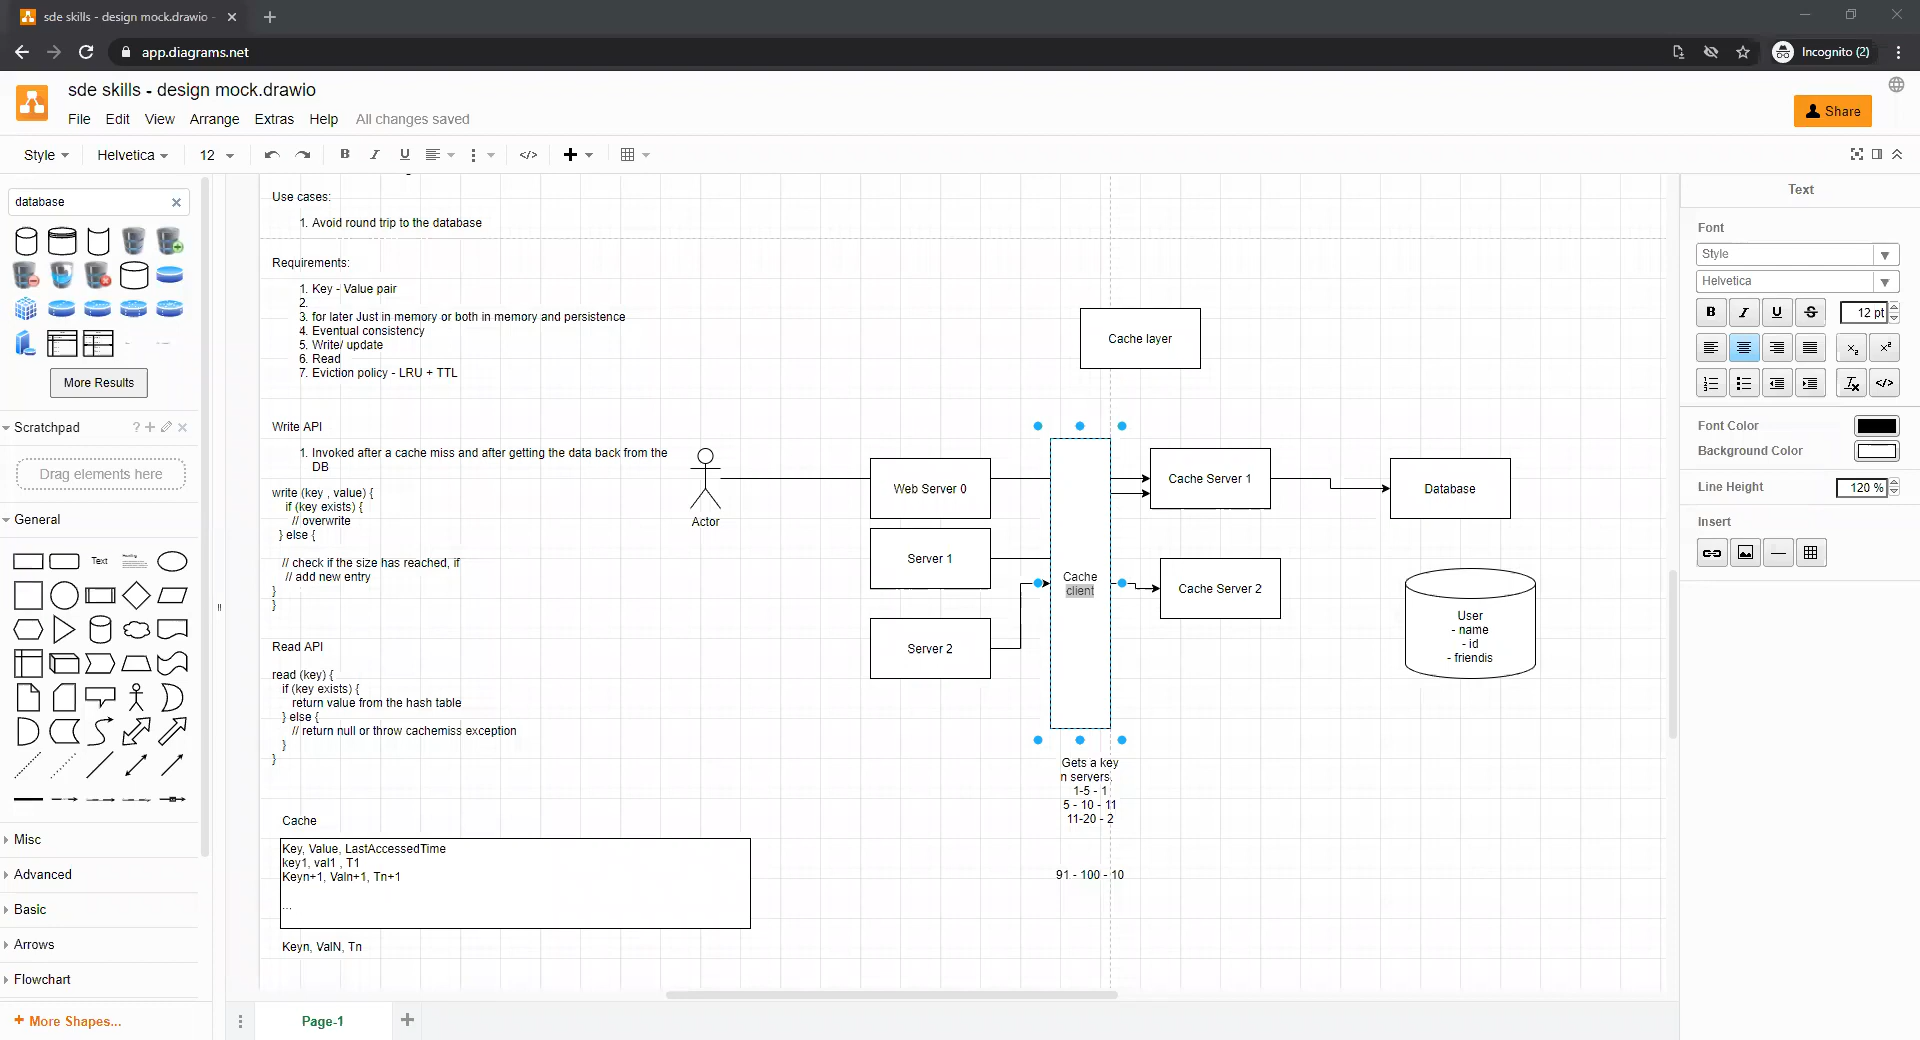 sde skills - design mock.drawio -
app.diagrams.net
Incognito (2)
sde skills - design mock.drawio
File Edit View Arrange Extras Help All changes saved
Share
Style Helvetica 12 B I U </>
database
More Results
Scratchpad
?
Drag elements here
General
Text
Heading
Misc
Advanced
Basic
Arrows
Flowchart
+ More Shapes...
Use cases:
1. Avoid round trip to the database
Requirements:
1. Key - Value pair
2.
3. for later Just in memory or both in memory and persistence
4. Eventual consistency
5. Write/ update
6. Read
7. Eviction policy - LRU + TTL
Write API
1. Invoked after a cache miss and after getting the data back from the
DB
write (key , value) {
if (key exists) {
// overwrite
} else {
// check if the size has reached, if
// add new entry
}
}
Read API
read (key) {
if (key exists) {
return value from the hash table
} else {
// return null or throw cachemiss exception
}
}
Cache
Key, Value, LastAccessedTime
key1, val1 , T1
Keyn+1, Valn+1, Tn+1
...
Keyn, ValN, Tn
Actor
Web Server 0
Server 1
Server 2
Cache layer
Cache
client
Gets a key
n servers.
1-5 - 1
5 - 10 - 11
11-20 - 2
91 - 100 - 10
Cache Server 1
Cache Server 2
Database
User
- name
- id
- friendis
Page-1
Text
Font
Style
Helvetica
B I U S 12 pt
Font Color
Background Color
Line Height 120 %
Insert